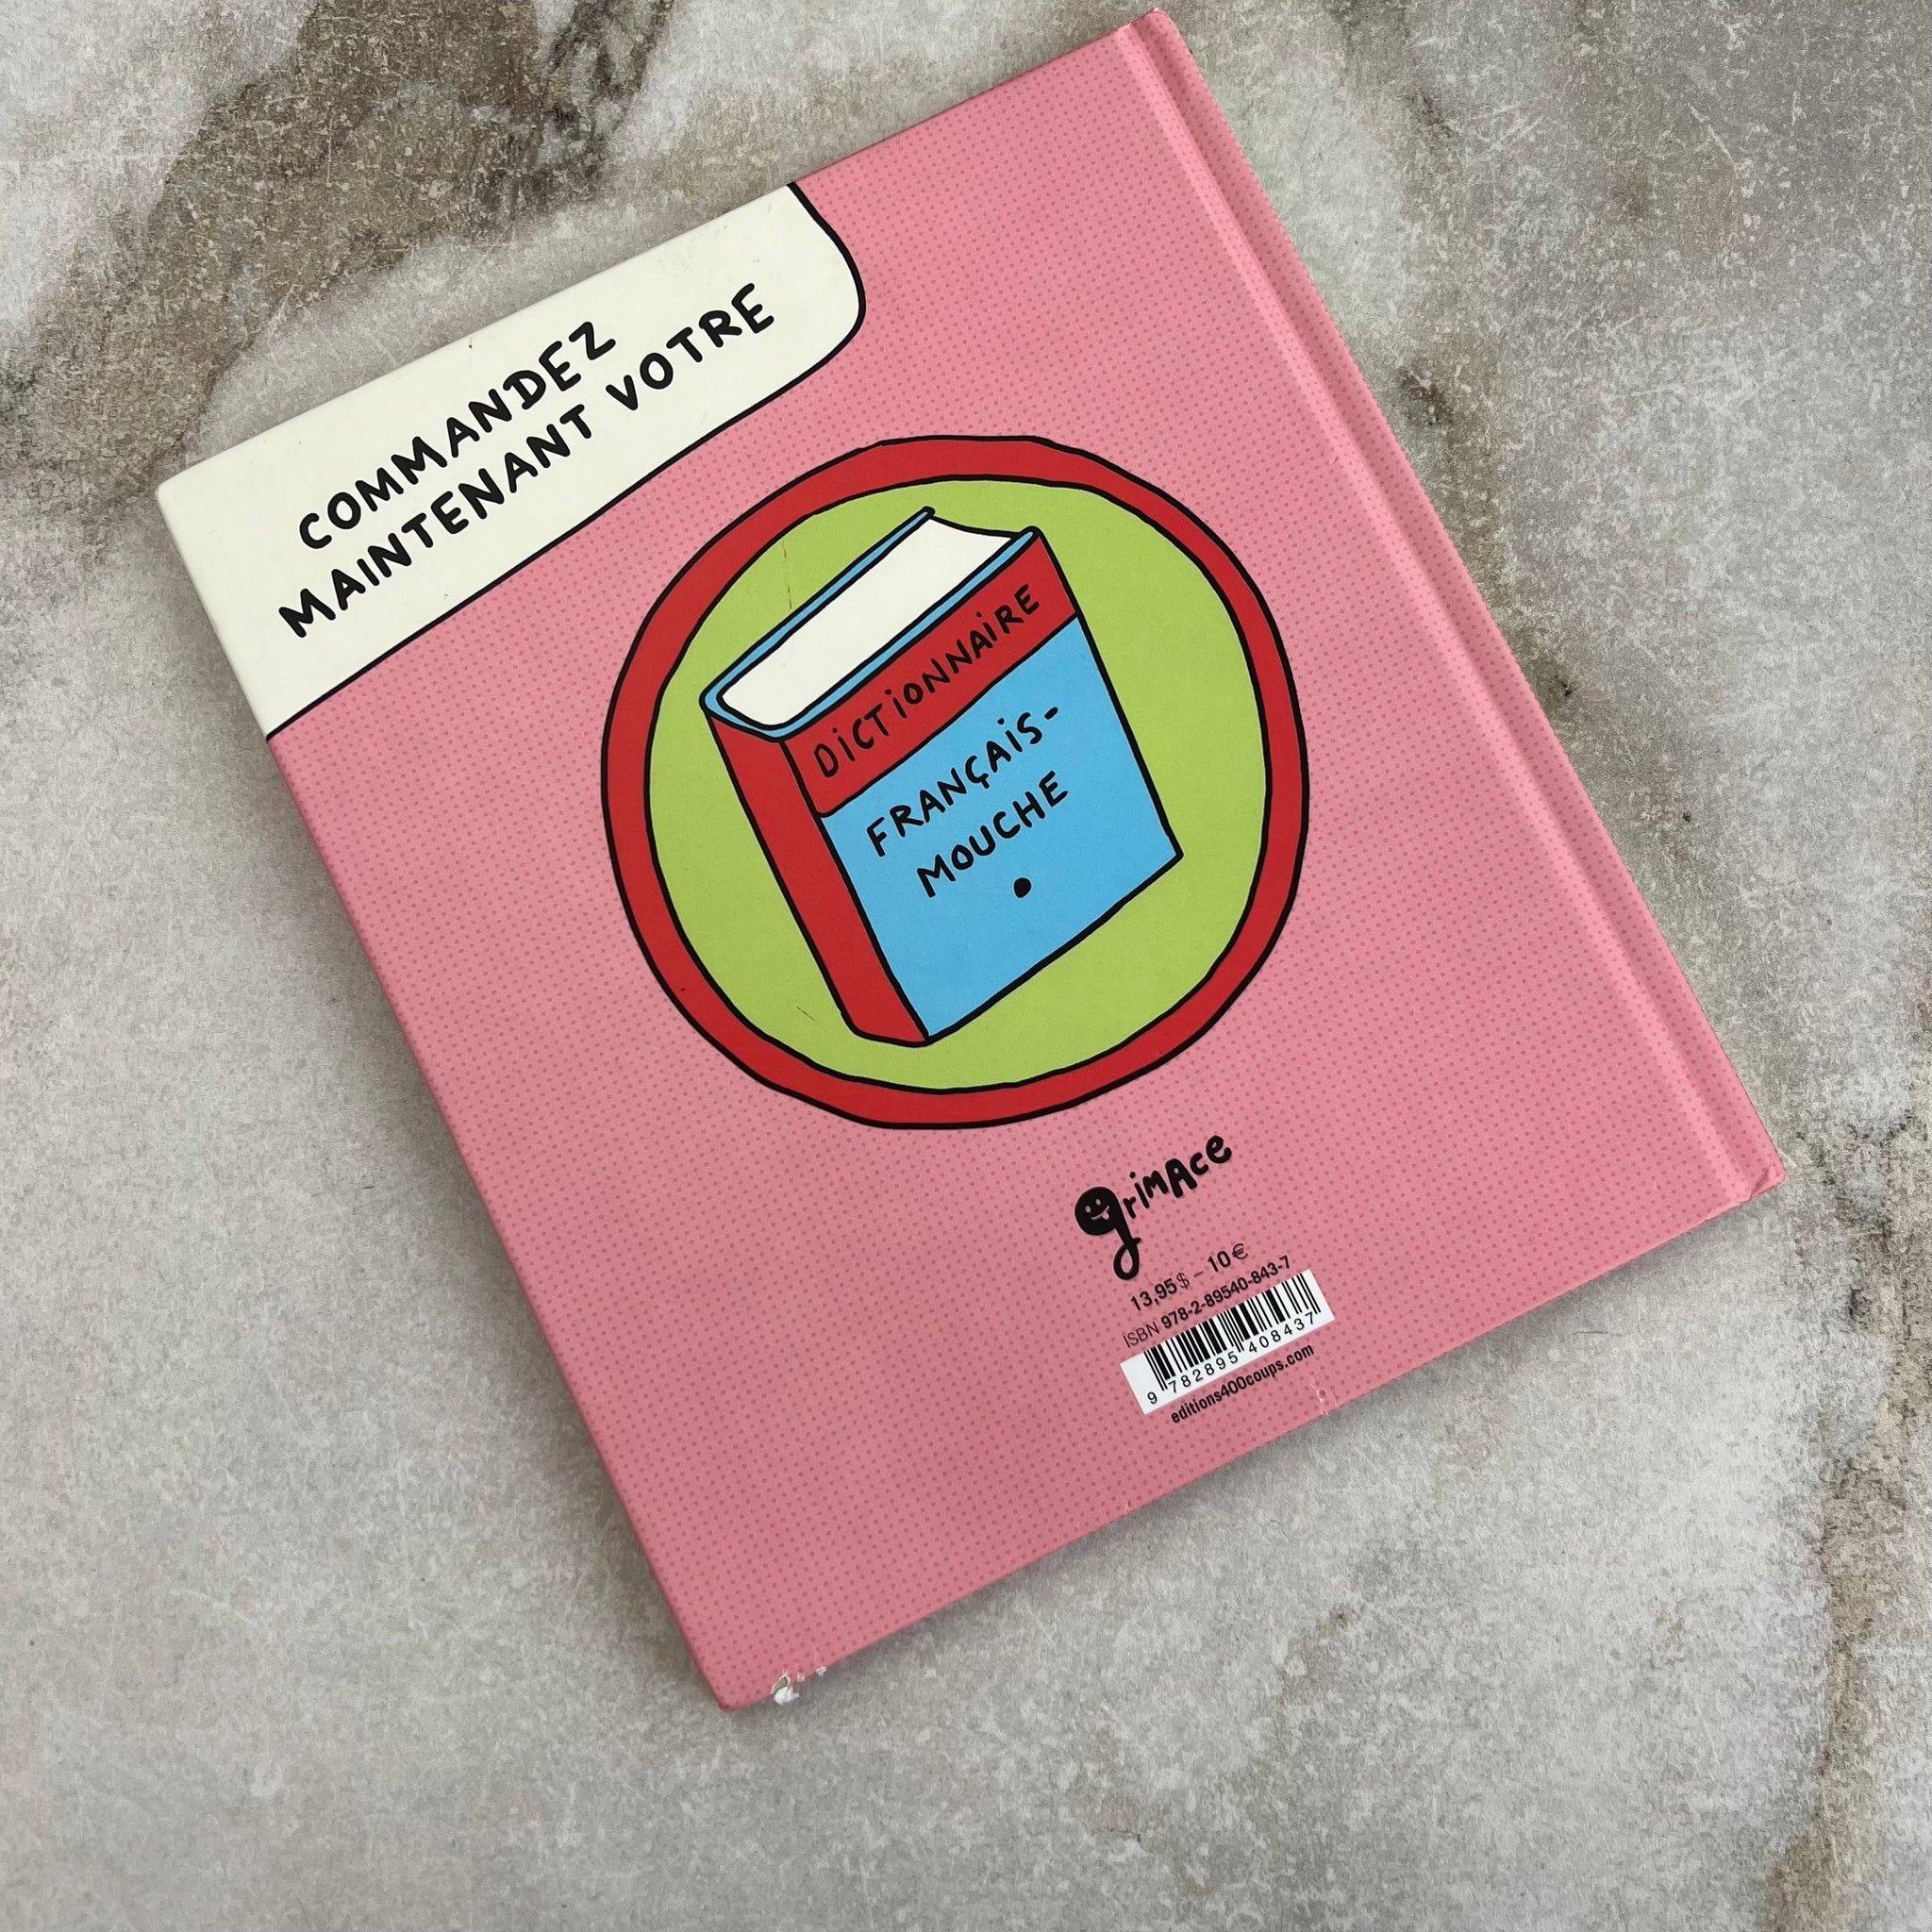 COMMANDEZ
MAINTENANT VOTRE
DICTIONNAIRE
FRANÇAIS-
MOUCHE
grimace
13,95$ – 10€
ISBN 978-2-89540-843-7
9 782895 408437
editions400coups.com